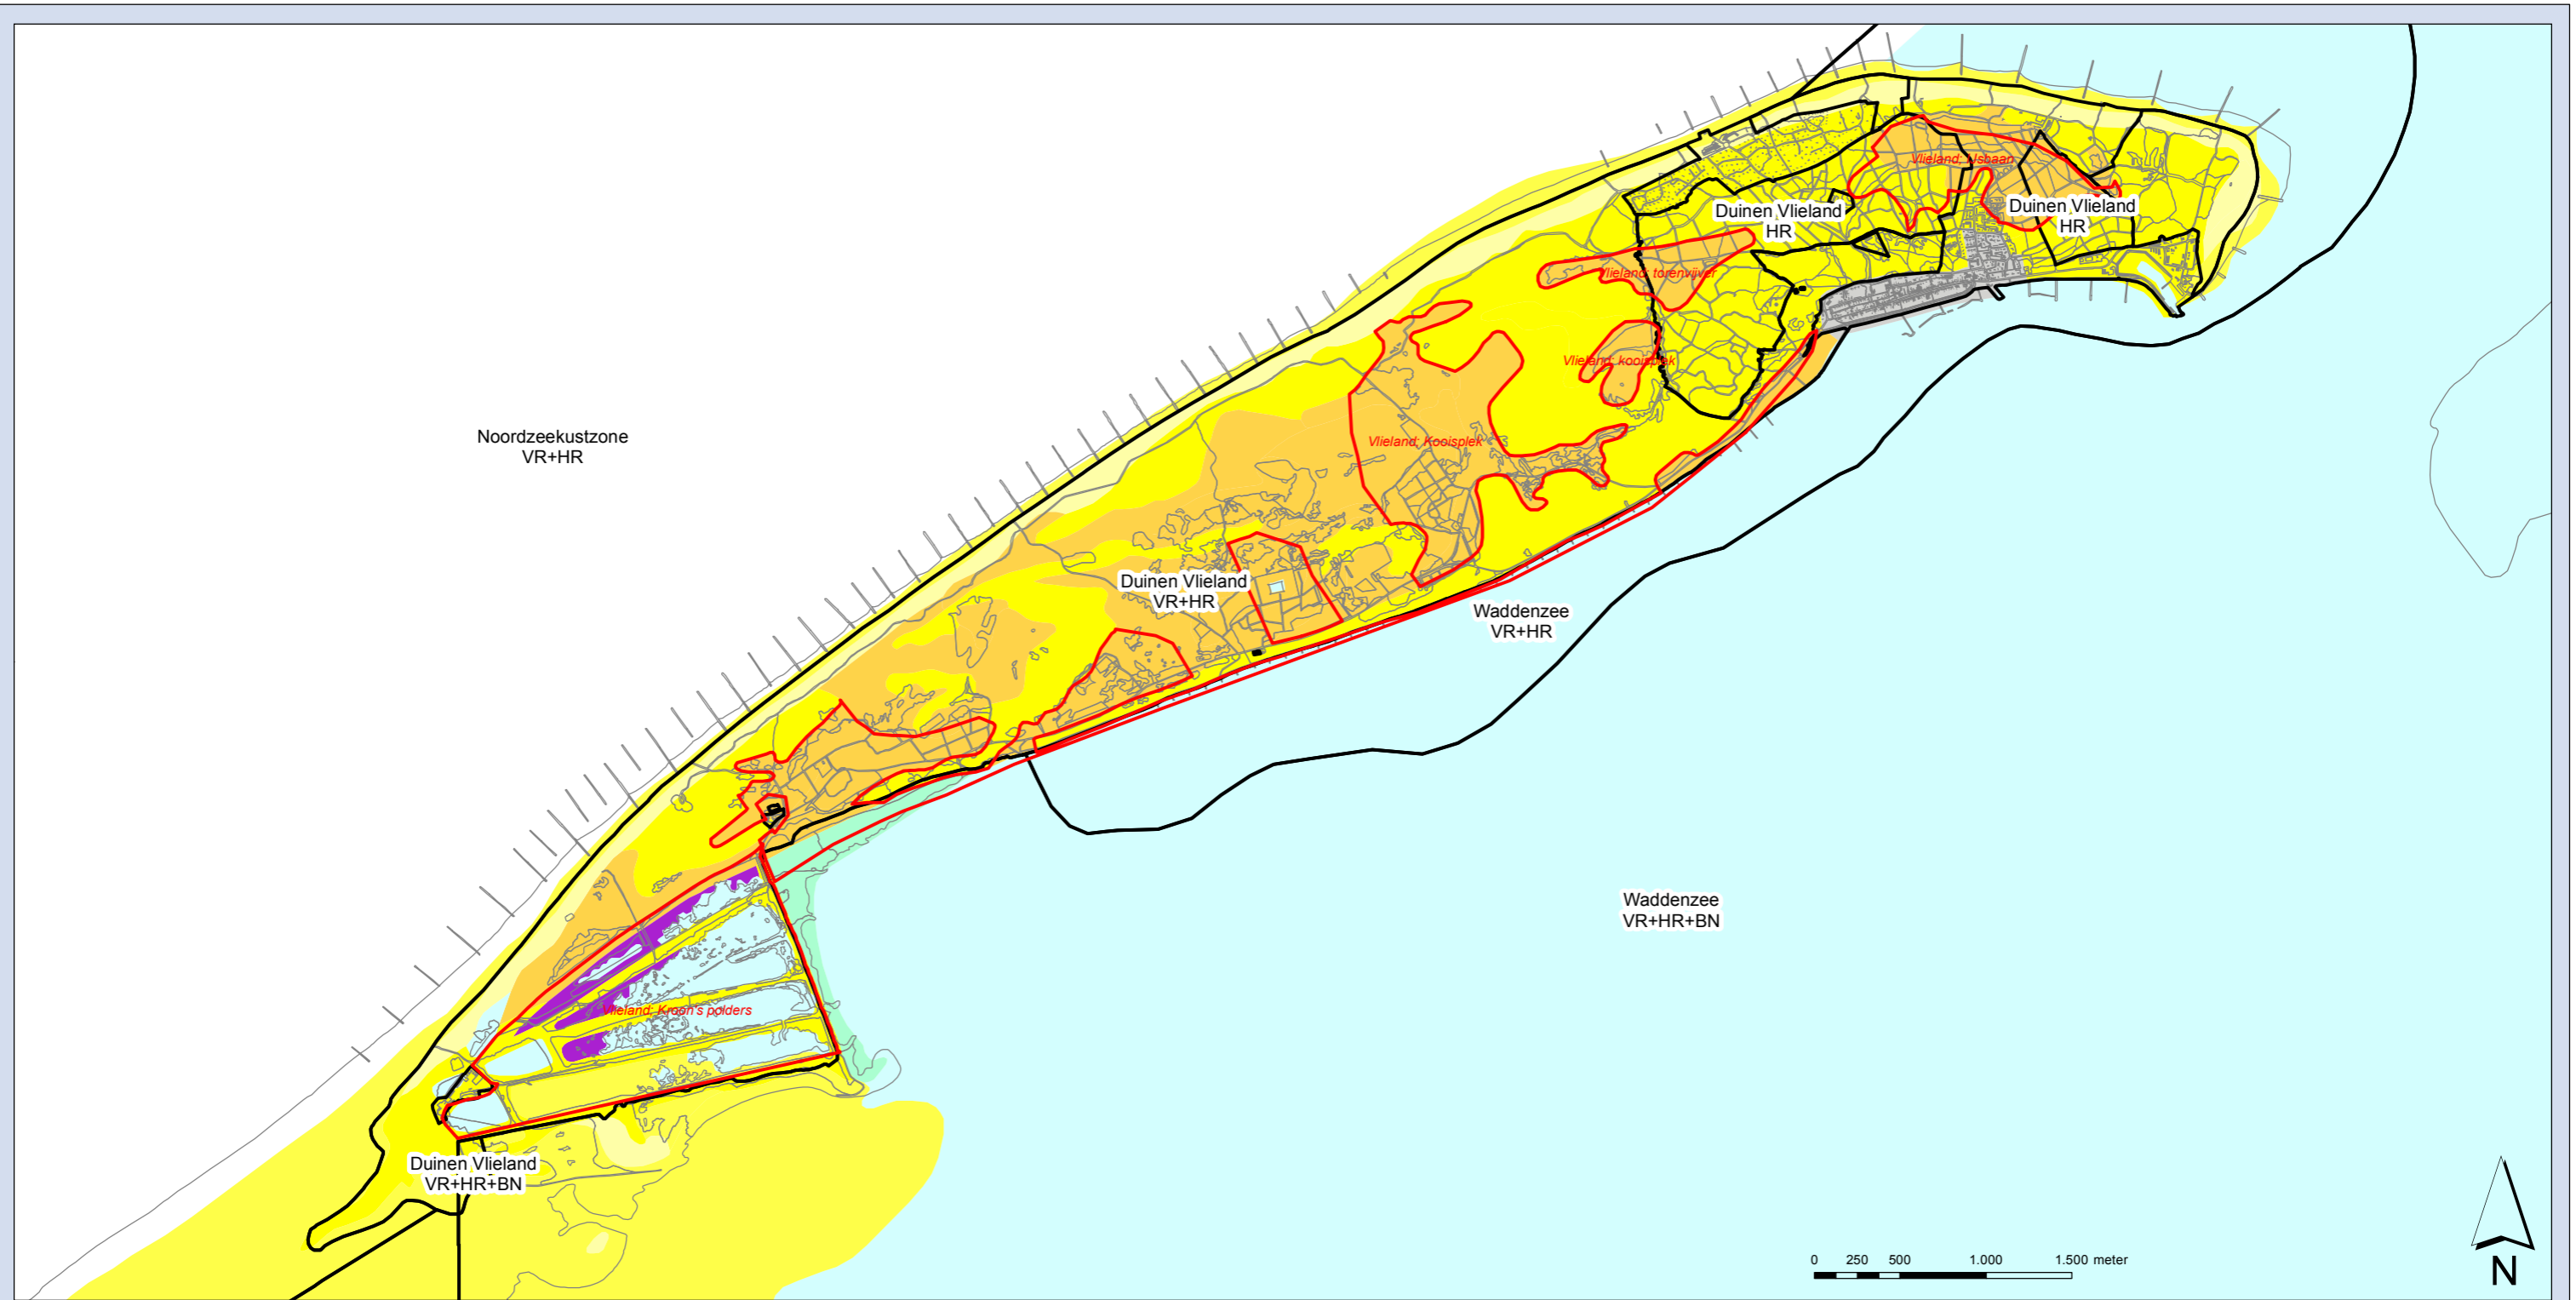 Vlieland; IJsbaan
Duinen Vlieland
HR
Duinen Vlieland
HR
Vlieland; torenvijver
Vlieland; kooisplek
Noordzeekustzone
VR+HR
Vlieland; Kooisplek
Duinen Vlieland
VR+HR
Waddenzee
VR+HR
Waddenzee
VR+HR+BN
Vlieland; Kroon's polders
Duinen Vlieland
VR+HR+BN
0 250 500 1.000 1.500 meter
N